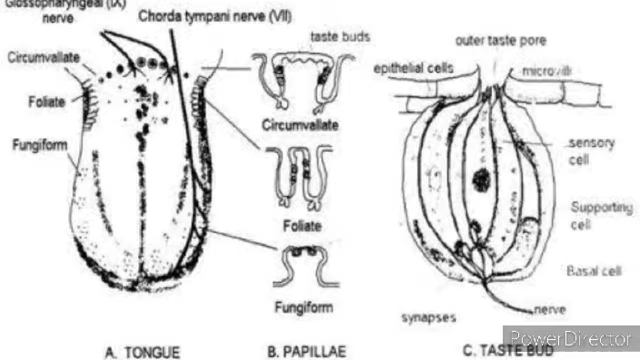 Glossopharyngeal (IX)
nerve
Chorda tympani nerve (VII)
Circumvallate
Foliate
Fungiform
A. TONGUE
taste buds
Circumvallate
Foliate
Fungiform
B. PAPILLAE
outer taste pore
epithelial cells
microvilli
sensory
cell
Supporting
cell
Basal cell
nerve
synapses
C. TASTE BUD
PowerDirector